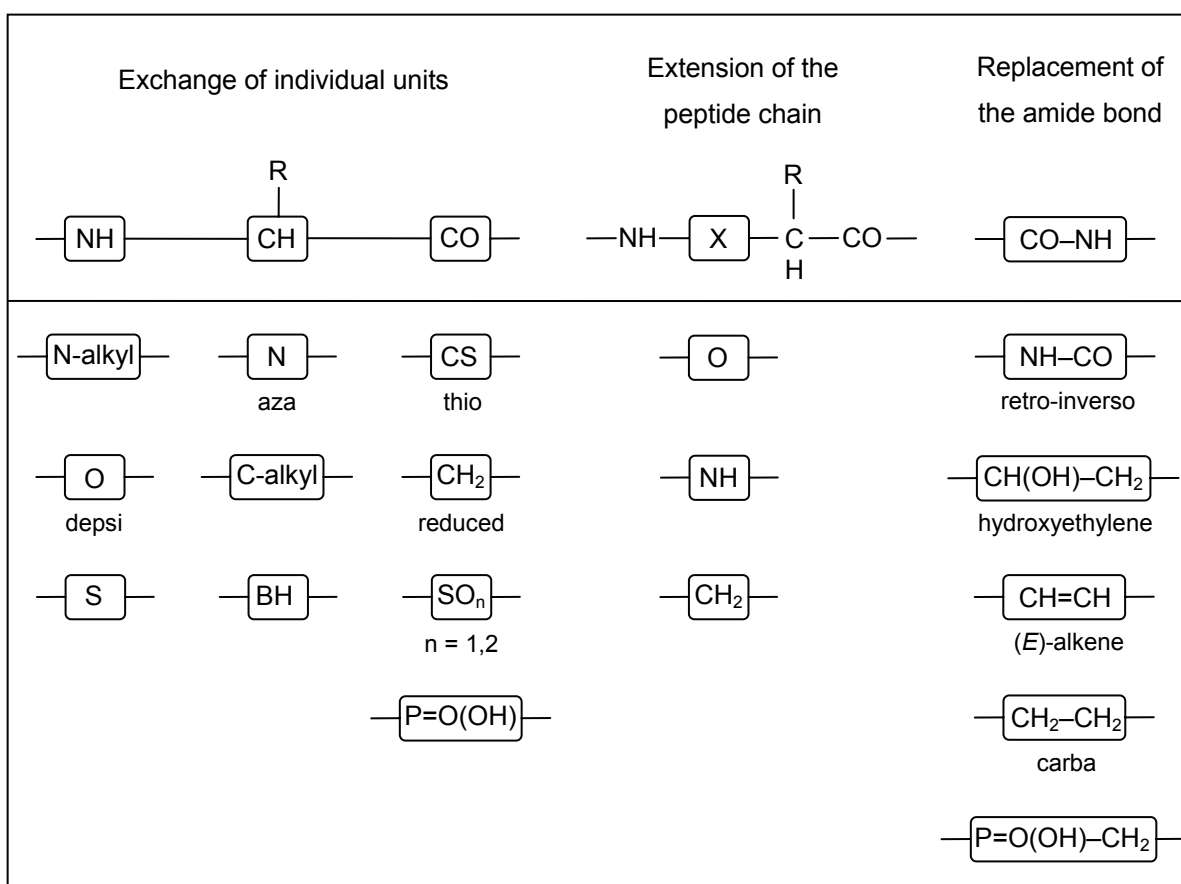 Exchange of individual units
Extension of the
peptide chain
Replacement of
the amide bond
R
NH CH CO
R
NH X C CO
H
CO–NH
N-alkyl N CS O NH–CO
aza thio retro-inverso
O C-alkyl CH₂ NH CH(OH)–CH₂
depsi reduced hydroxyethylene
S BH SOₙ CH₂ CH=CH
n = 1,2 (E)-alkene
P=O(OH) CH₂–CH₂
carba
P=O(OH)–CH₂